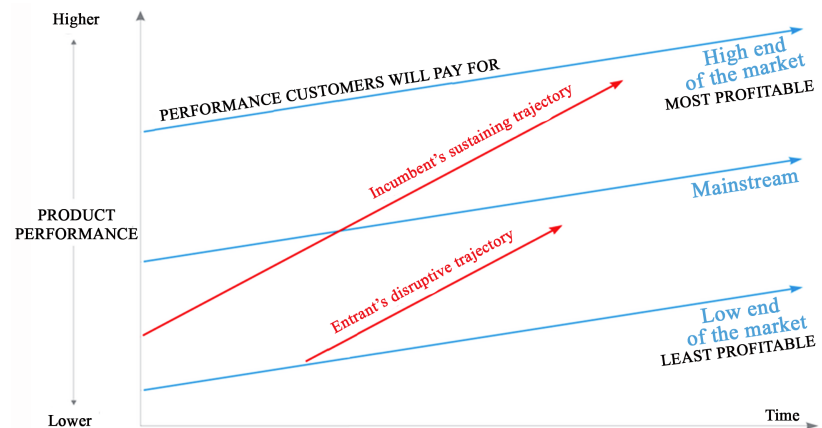 Higher
PERFORMANCE CUSTOMERS WILL PAY FOR
High end
of the market
MOST PROFITABLE
Incumbent's sustaining trajectory
Mainstream
PRODUCT
PERFORMANCE
Entrant's disruptive trajectory
Low end
of the market
LEAST PROFITABLE
Lower
Time